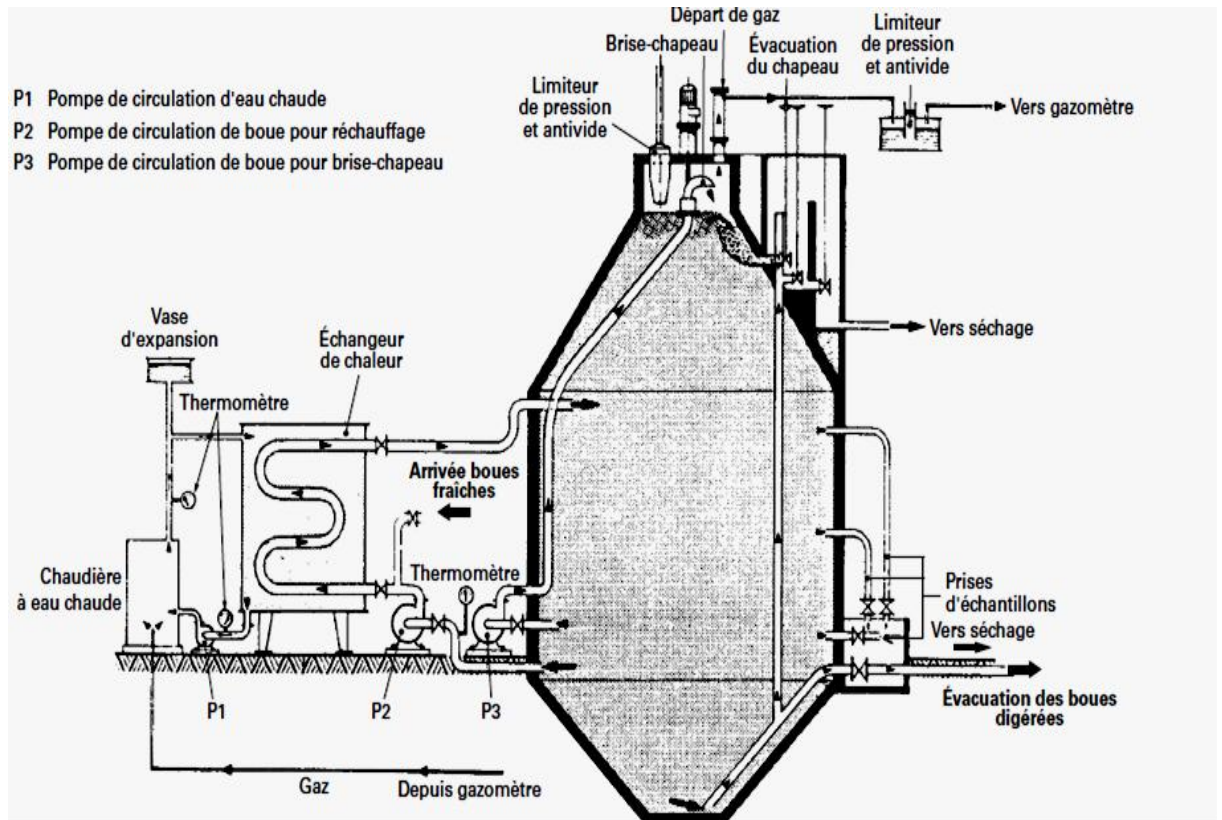 Départ de gaz
Brise-chapeau
Évacuation
du chapeau
Limiteur
de pression
et antivide
Limiteur
de pression
et antivide
Vers gazomètre
P1 Pompe de circulation d'eau chaude
P2 Pompe de circulation de boue pour réchauffage
P3 Pompe de circulation de boue pour brise-chapeau
Vase
d'expansion
Échangeur
de chaleur
Vers séchage
Thermomètre
Arrivée boues
fraîches
Chaudière
à eau chaude
Thermomètre
Prises
d'échantillons
Vers séchage
Évacuation des boues
digérées
P1
P2
P3
Gaz
Depuis gazomètre